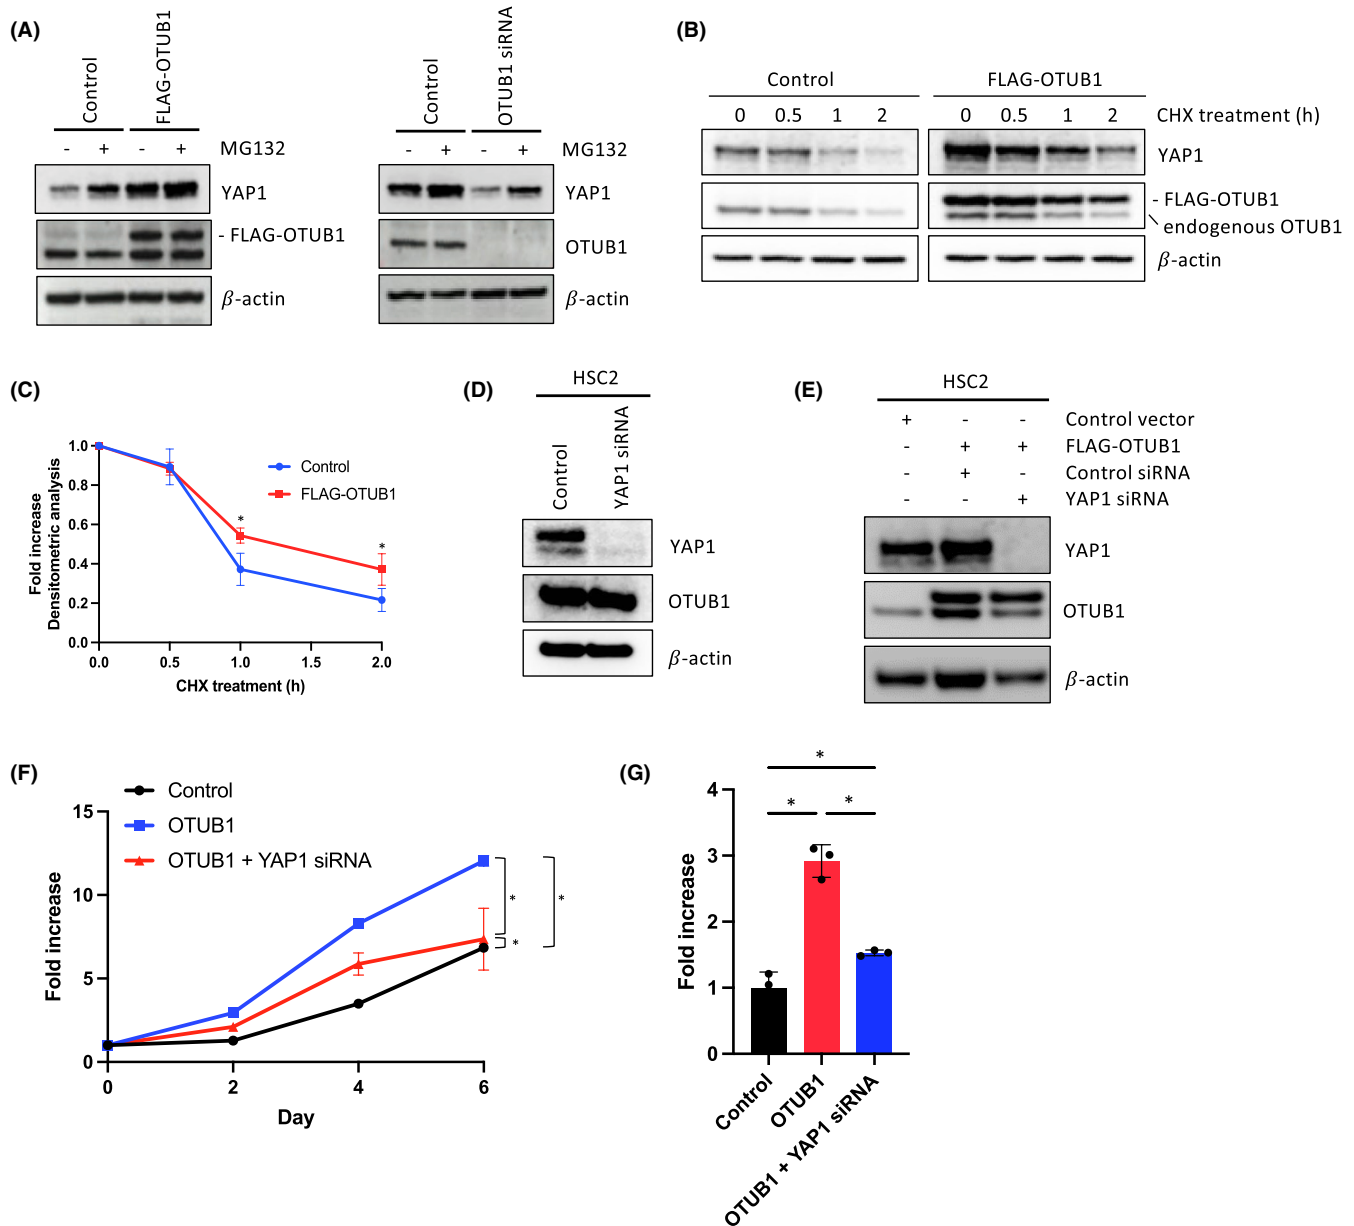 (A)
Control
FLAG-OTUB1
- + - + MG132
YAP1
- FLAG-OTUB1
β-actin
Control
OTUB1 siRNA
- + - + MG132
YAP1
OTUB1
β-actin
(B)
Control FLAG-OTUB1
0 0.5 1 2 0 0.5 1 2 CHX treatment (h)
YAP1
- FLAG-OTUB1
endogenous OTUB1
β-actin
(C)
Fold increase
Densitometric analysis
1.0
0.8
0.6
0.4
0.2
0.0
Control
FLAG-OTUB1
*
*
0.0 0.5 1.0 1.5 2.0
CHX treatment (h)
(D)
HSC2
Control
YAP1 siRNA
YAP1
OTUB1
β-actin
(E)
HSC2
+ - - Control vector
- + + FLAG-OTUB1
- + - Control siRNA
- - + YAP1 siRNA
YAP1
OTUB1
β-actin
(F)
Control
OTUB1
OTUB1 + YAP1 siRNA
Fold increase
15
10
5
0
* *
*
0 2 4 6
Day
(G)
*
* *
Fold increase
4
3
2
1
0
Control
OTUB1
OTUB1 + YAP1 siRNA